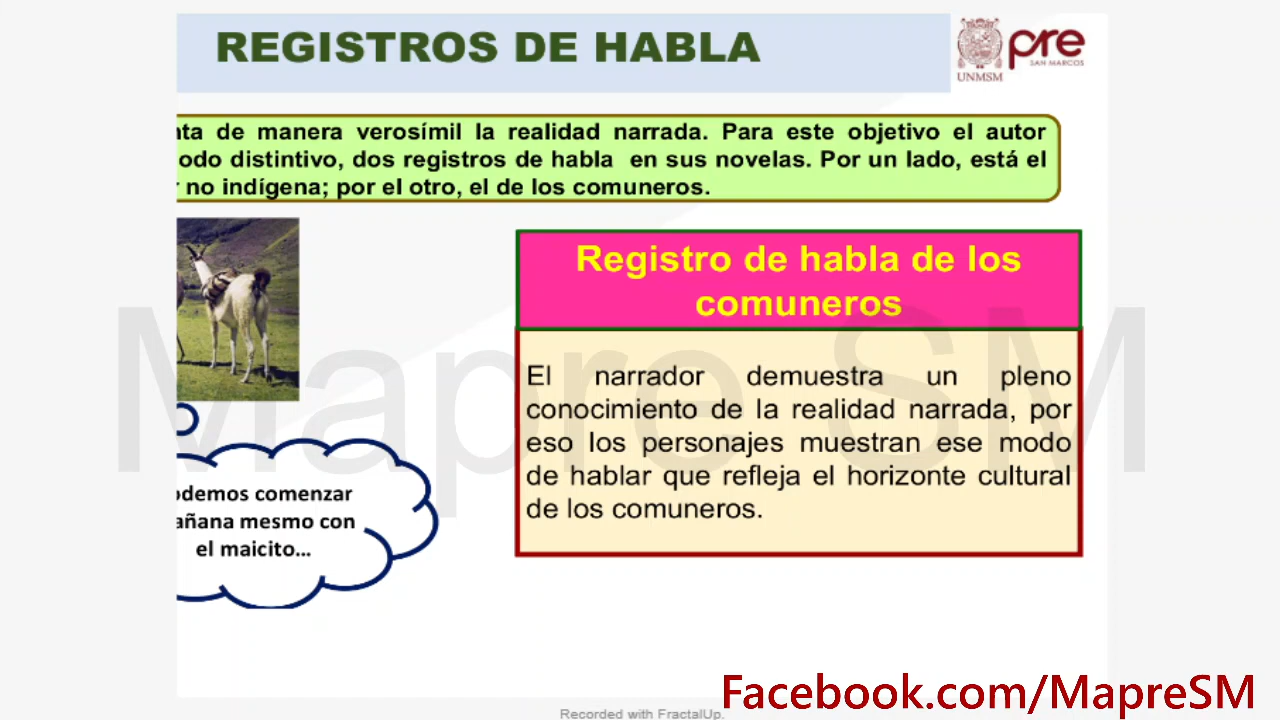 REGISTROS DE HABLA
UNMSM
pre
SAN MARCOS
de manera verosímil la realidad narrada. Para este objetivo el autor
distintivo, dos registros de habla en sus novelas. Por un lado, está el
no indígena; por el otro, el de los comuneros.
Registro de habla de los
comuneros
El narrador demuestra un pleno
conocimiento de la realidad narrada, por
eso los personajes muestran ese modo
de hablar que refleja el horizonte cultural
de los comuneros.
odemos comenzar
añana mesmo con
el maicito...
Mapre SM
Facebook.com/MapreSM
Recorded with FractalUp.